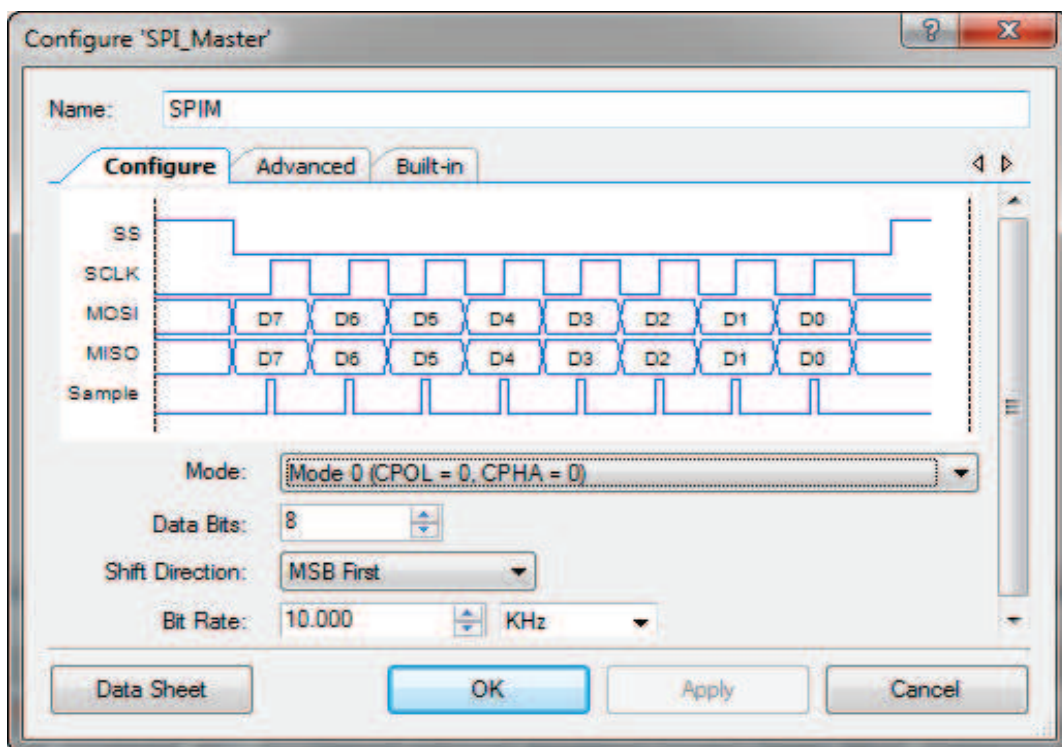 Configure 'SPI_Master'
Name: SPIM
Configure Advanced Built-in
SS
SCLK
MOSI D7 D6 D5 D4 D3 D2 D1 D0
MISO D7 D6 D5 D4 D3 D2 D1 D0
Sample
Mode: Mode 0 (CPOL = 0, CPHA = 0)
Data Bits: 8
Shift Direction: MSB First
Bit Rate: 10.000 KHz
Data Sheet OK Apply Cancel